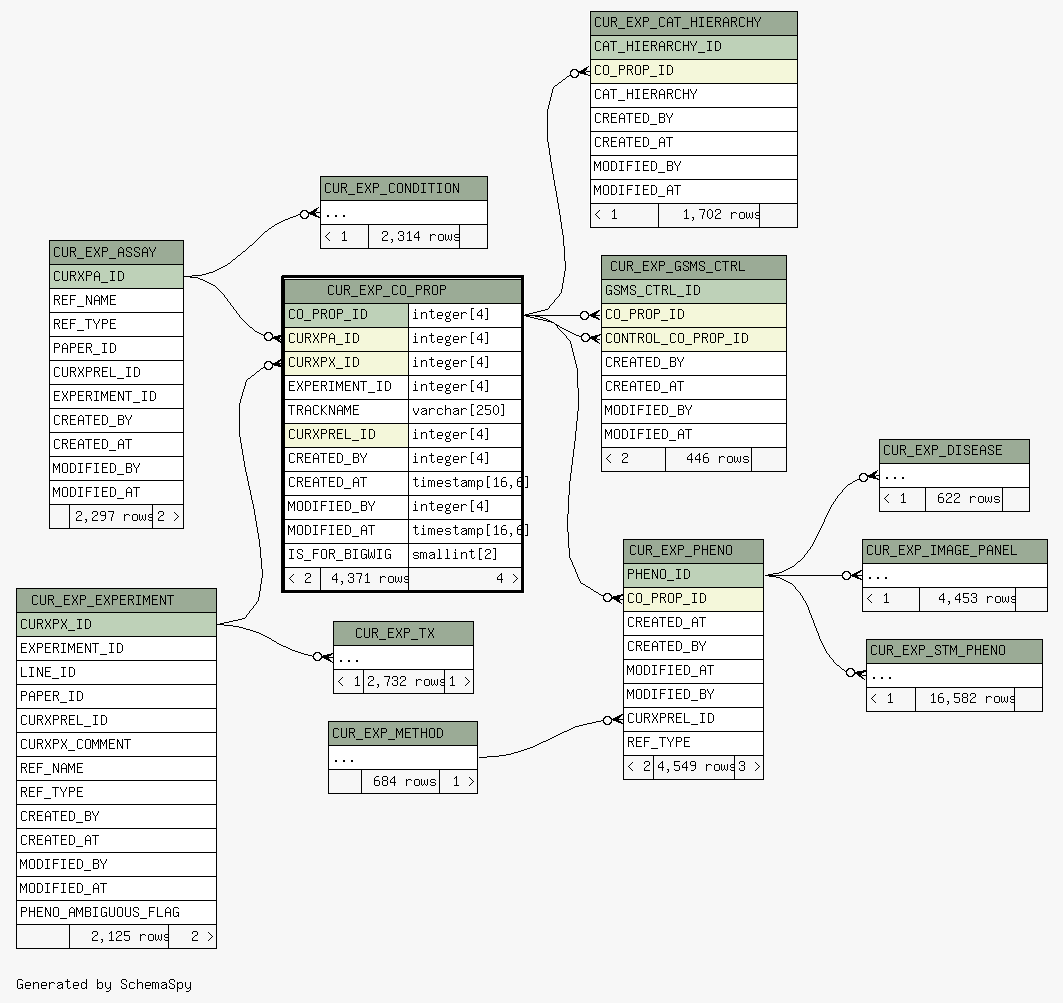 CUR_EXP_CAT_HIERARCHY
CAT_HIERARCHY_ID
CO_PROP_ID
CAT_HIERARCHY
CREATED_BY
CREATED_AT
MODIFIED_BY
MODIFIED_AT
< 1 1,702 rows
CUR_EXP_CONDITION
...
< 1 2,314 rows
CUR_EXP_ASSAY
CURXPA_ID
REF_NAME
REF_TYPE
PAPER_ID
CURXPREL_ID
EXPERIMENT_ID
CREATED_BY
CREATED_AT
MODIFIED_BY
MODIFIED_AT
2,297 rows 2 >
CUR_EXP_CO_PROP
CO_PROP_ID integer[4]
CURXPA_ID integer[4]
CURXPX_ID integer[4]
EXPERIMENT_ID integer[4]
TRACKNAME varchar[250]
CURXPREL_ID integer[4]
CREATED_BY integer[4]
CREATED_AT timestamp[16,6]
MODIFIED_BY integer[4]
MODIFIED_AT timestamp[16,6]
IS_FOR_BIGWIG smallint[2]
< 2 4,371 rows 4 >
CUR_EXP_GSMS_CTRL
GSMS_CTRL_ID
CO_PROP_ID
CONTROL_CO_PROP_ID
CREATED_BY
CREATED_AT
MODIFIED_BY
MODIFIED_AT
< 2 446 rows
CUR_EXP_DISEASE
...
< 1 622 rows
CUR_EXP_IMAGE_PANEL
...
< 1 4,453 rows
CUR_EXP_STM_PHENO
...
< 1 16,582 rows
CUR_EXP_PHENO
PHENO_ID
CO_PROP_ID
CREATED_AT
CREATED_BY
MODIFIED_AT
MODIFIED_BY
CURXPREL_ID
REF_TYPE
< 2 4,549 rows 3 >
CUR_EXP_EXPERIMENT
CURXPX_ID
EXPERIMENT_ID
LINE_ID
PAPER_ID
CURXPREL_ID
CURXPX_COMMENT
REF_NAME
REF_TYPE
CREATED_BY
CREATED_AT
MODIFIED_BY
MODIFIED_AT
PHENO_AMBIGUOUS_FLAG
2,125 rows 2 >
CUR_EXP_TX
...
< 1 2,732 rows 1 >
CUR_EXP_METHOD
...
684 rows 1 >
Generated by SchemaSpy